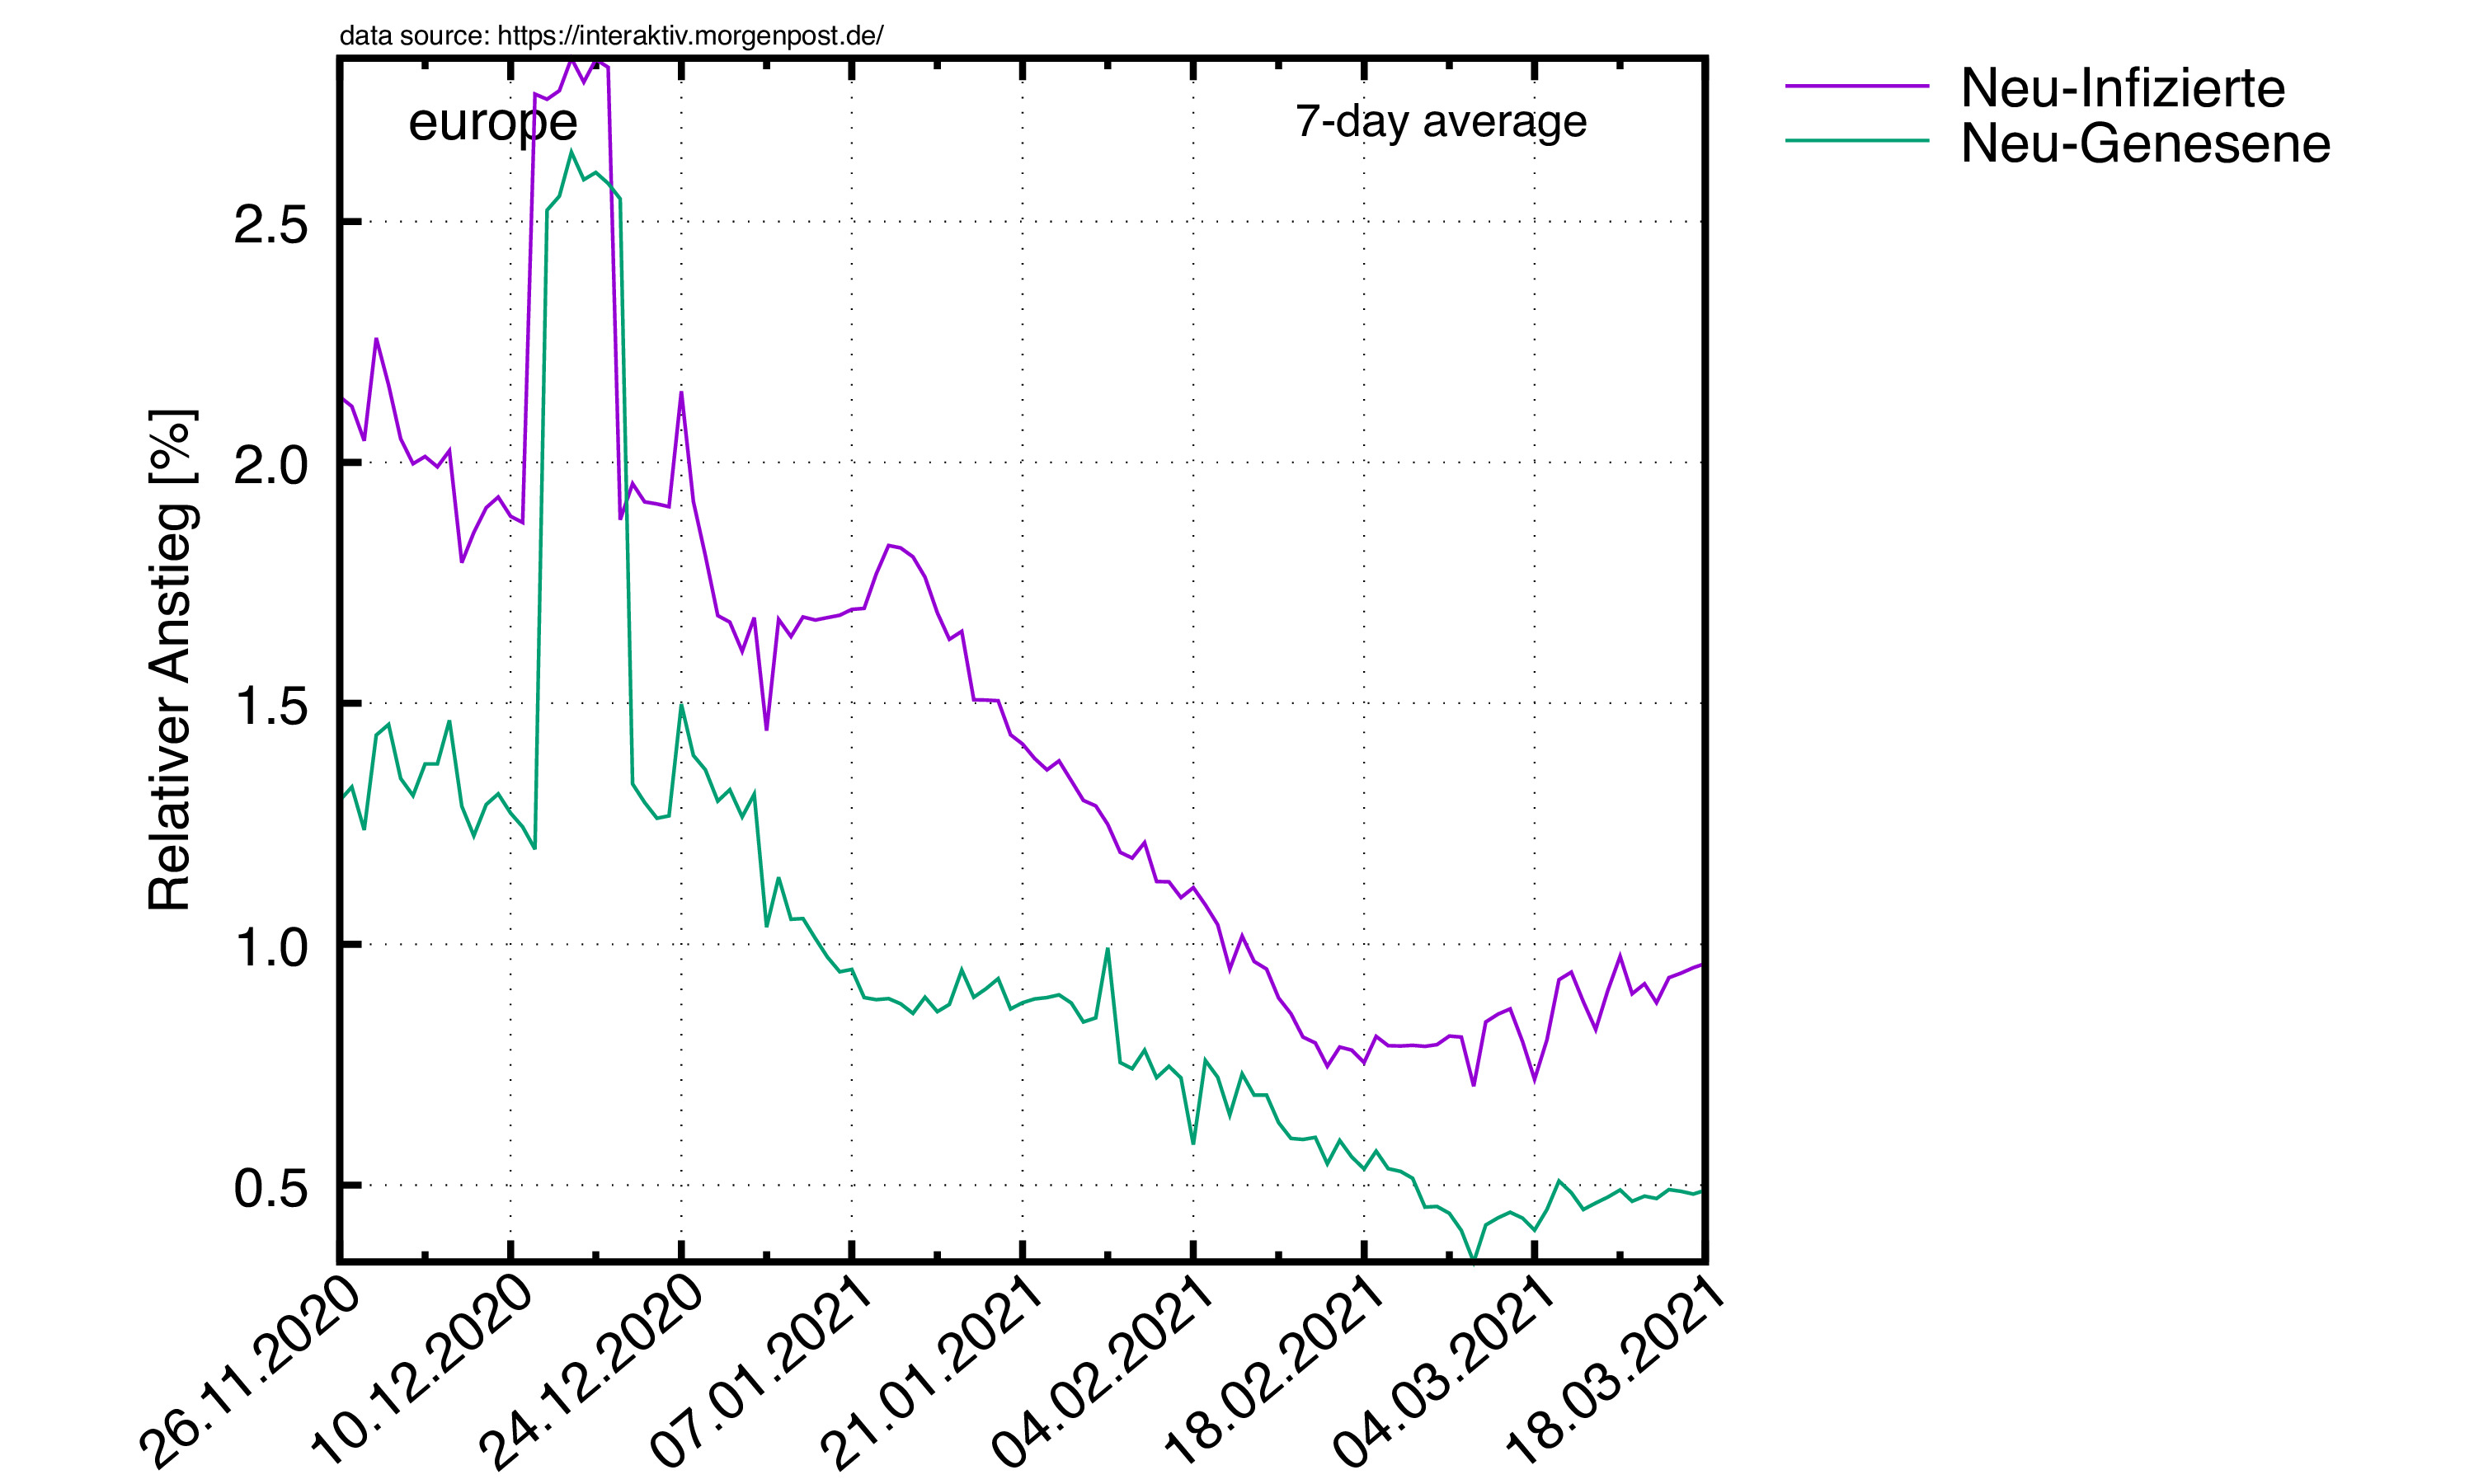 data source: https://interaktiv.morgenpost.de/
europe
7-day average
Neu-Infizierte
Neu-Genesene
Relativer Anstieg [%]
2.5
2.0
1.5
1.0
0.5
26.11.2020
10.12.2020
24.12.2020
07.01.2021
21.01.2021
04.02.2021
18.02.2021
04.03.2021
18.03.2021